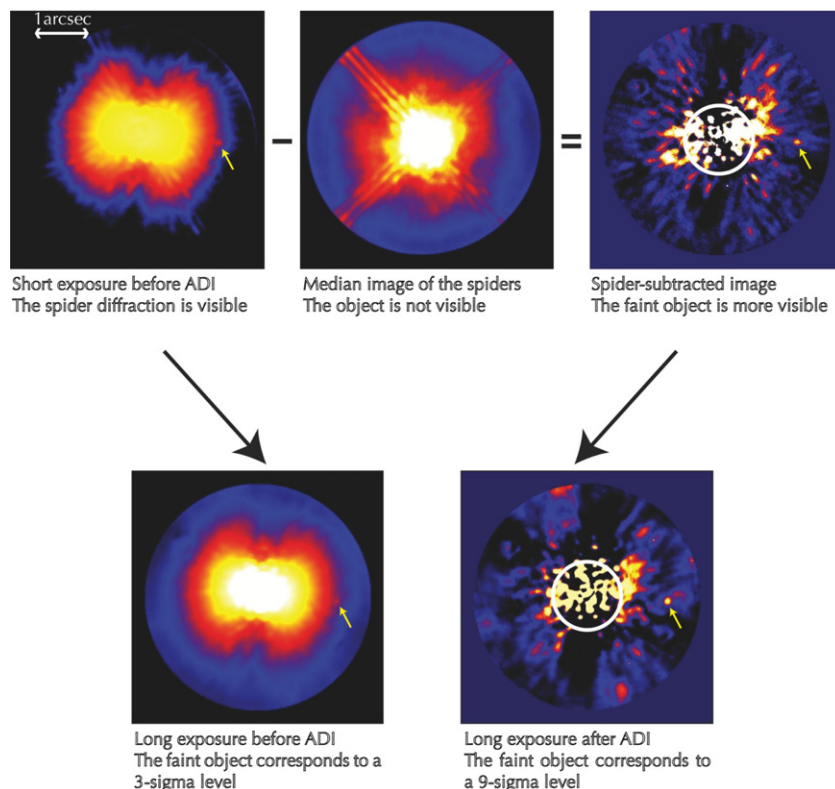 1arcsec
Short exposure before ADI
The spider diffraction is visible
Median image of the spiders
The object is not visible
Spider-subtracted image
The faint object is more visible
Long exposure before ADI
The faint object corresponds to a
3-sigma level
Long exposure after ADI
The faint object corresponds to
a 9-sigma level